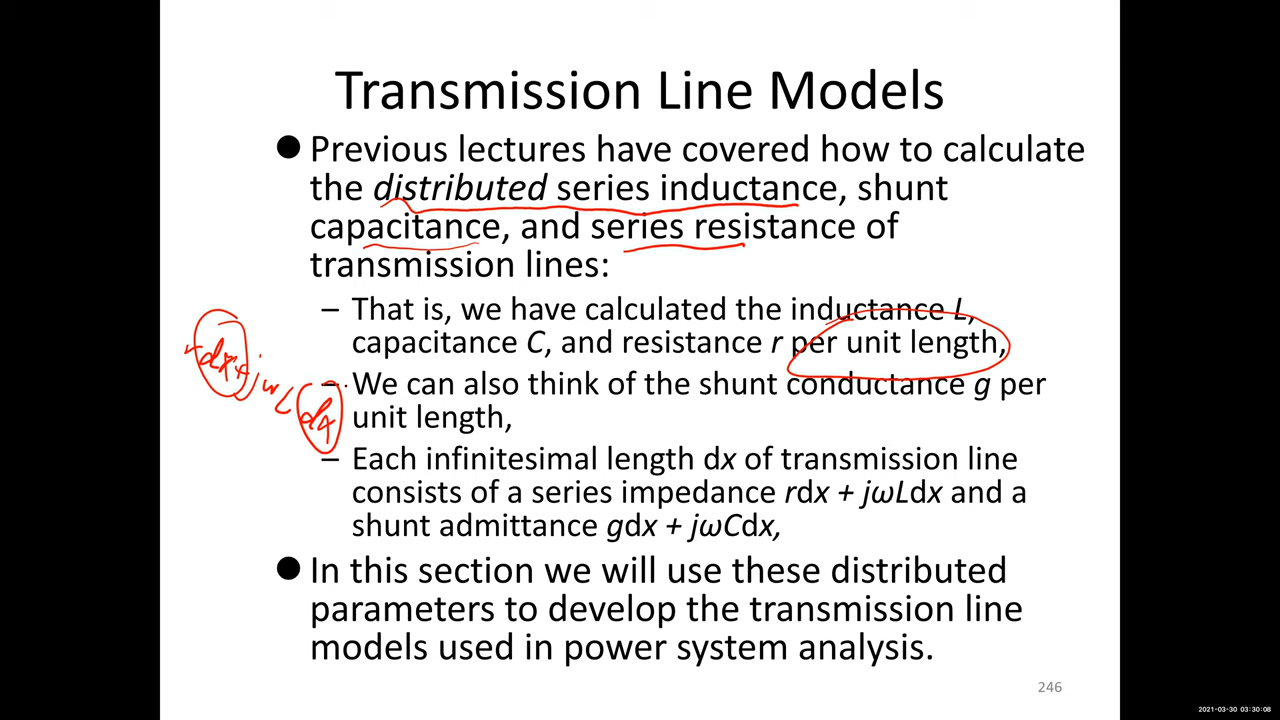 Transmission Line Models
● Previous lectures have covered how to calculate
the distributed series inductance, shunt
capacitance, and series resistance of
transmission lines:
– That is, we have calculated the inductance L,
capacitance C, and resistance r per unit length,
– We can also think of the shunt conductance g per
unit length,
– Each infinitesimal length dx of transmission line
consists of a series impedance rdx + jωLdx and a
shunt admittance gdx + jωCdx,
rdx + jωLdx
● In this section we will use these distributed
parameters to develop the transmission line
models used in power system analysis.
246
2021-03-30 03:30:08